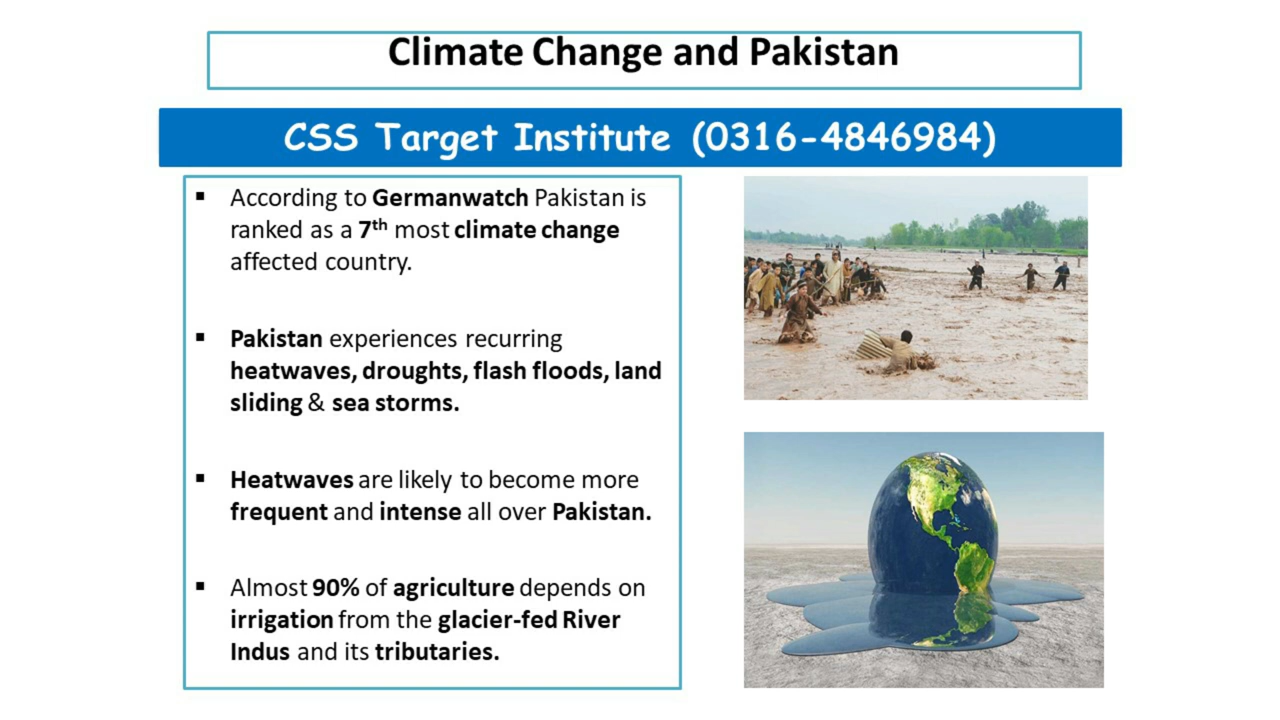 Climate Change and Pakistan
CSS Target Institute (0316-4846984)
▪ According to Germanwatch Pakistan is
ranked as a 7th most climate change
affected country.
▪ Pakistan experiences recurring
heatwaves, droughts, flash floods, land
sliding & sea storms.
▪ Heatwaves are likely to become more
frequent and intense all over Pakistan.
▪ Almost 90% of agriculture depends on
irrigation from the glacier-fed River
Indus and its tributaries.